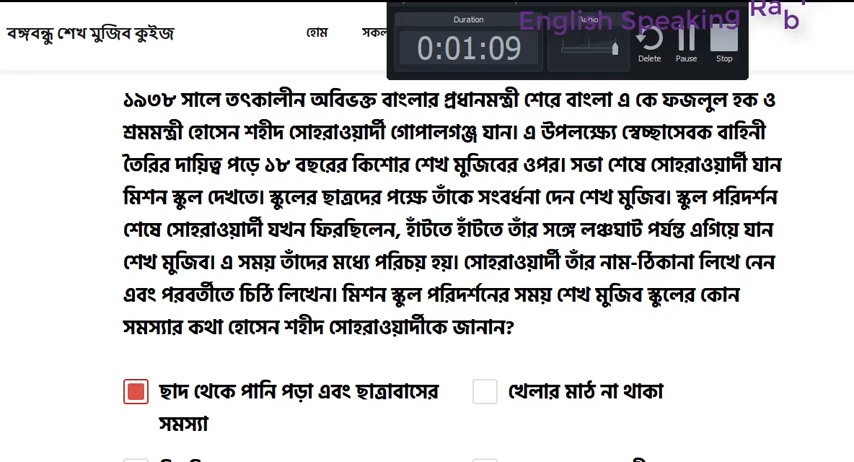 Duration
Audio
English Speaking Rab
বঙ্গবন্ধু শেখ মুজিব কুইজ
হোম
সকল
0:01:09
Delete
Pause
Stop
১৯৩৮ সালে তৎকালীন অবিভক্ত বাংলার প্রধানমন্ত্রী শেরে বাংলা এ কে ফজলুল হক ও
শ্রমমন্ত্রী হোসেন শহীদ সোহরাওয়ার্দী গোপালগঞ্জ যান। এ উপলক্ষ্যে স্বেচ্ছাসেবক বাহিনী
তৈরির দায়িত্ব পড়ে ১৮ বছরের কিশোর শেখ মুজিবের ওপর। সভা শেষে সোহরাওয়ার্দী যান
মিশন স্কুল দেখতে। স্কুলের ছাত্রদের পক্ষে তাঁকে সংবর্ধনা দেন শেখ মুজিব। স্কুল পরিদর্শন
শেষে সোহরাওয়ার্দী যখন ফিরছিলেন, হাঁটতে হাঁটতে তাঁর সঙ্গে লঞ্চঘাট পর্যন্ত এগিয়ে যান
শেখ মুজিব। এ সময় তাঁদের মধ্যে পরিচয় হয়। সোহরাওয়ার্দী তাঁর নাম-ঠিকানা লিখে নেন
এবং পরবর্তীতে চিঠি লিখেন। মিশন স্কুল পরিদর্শনের সময় শেখ মুজিব স্কুলের কোন
সমস্যার কথা হোসেন শহীদ সোহরাওয়ার্দীকে জানান?
ছাদ থেকে পানি পড়া এবং ছাত্রাবাসের
সমস্যা
খেলার মাঠ না থাকা